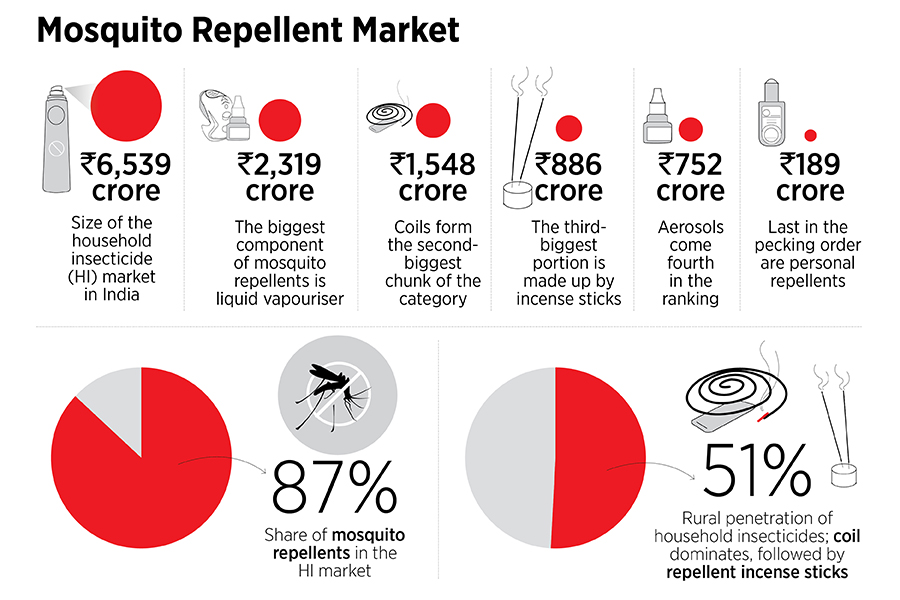 Mosquito Repellent Market
₹6,539
crore
Size of the
household
insecticide
(HI) market
in India
₹2,319
crore
The biggest
component
of mosquito
repellents is
liquid vapouriser
₹1,548
crore
Coils form
the second-
biggest
chunk of the
category
₹886
crore
The third-
biggest
portion is
made up by
incense sticks
₹752
crore
Aerosols
come
fourth
in the
ranking
₹189
crore
Last in the
pecking order
are personal
repellents
87%
Share of mosquito
repellents in the
HI market
51%
Rural penetration of
household insecticides; coil
dominates, followed by
repellent incense sticks